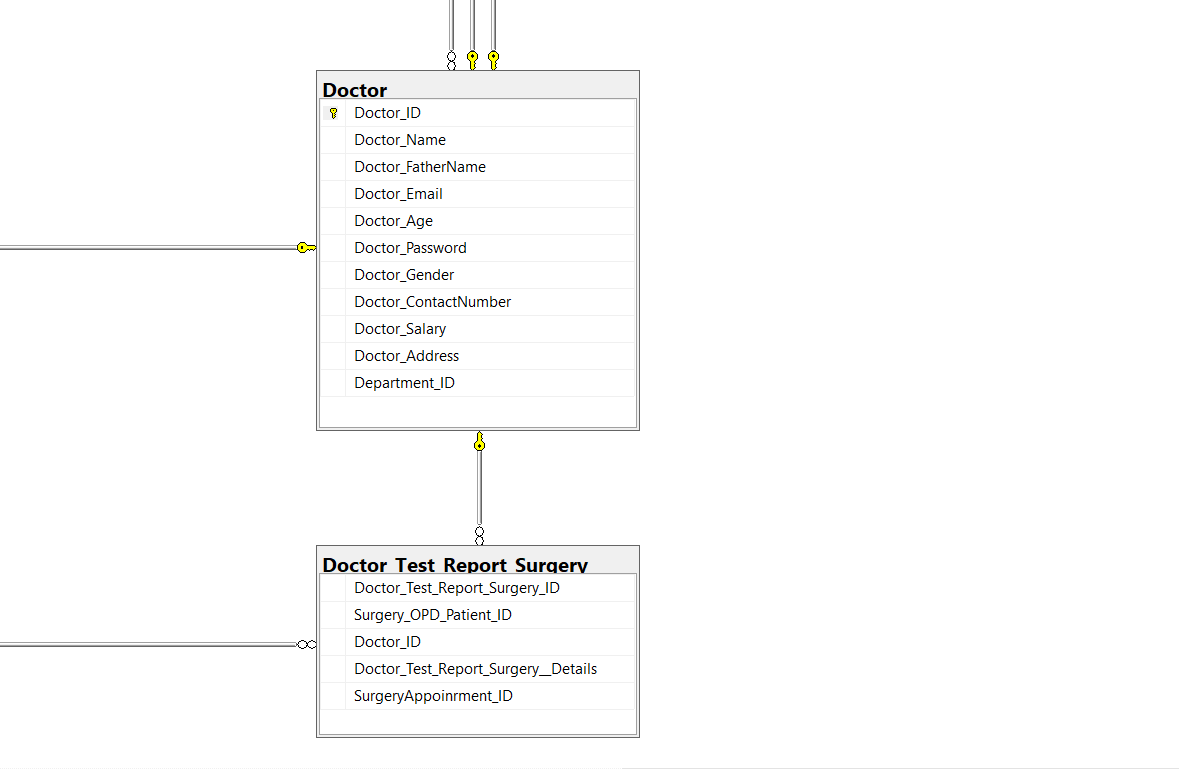 Doctor
Doctor_ID
Doctor_Name
Doctor_FatherName
Doctor_Email
Doctor_Age
Doctor_Password
Doctor_Gender
Doctor_ContactNumber
Doctor_Salary
Doctor_Address
Department_ID
Doctor_Test_Report_Surgery
Doctor_Test_Report_Surgery_ID
Surgery_OPD_Patient_ID
Doctor_ID
Doctor_Test_Report_Surgery__Details
SurgeryAppoinrment_ID